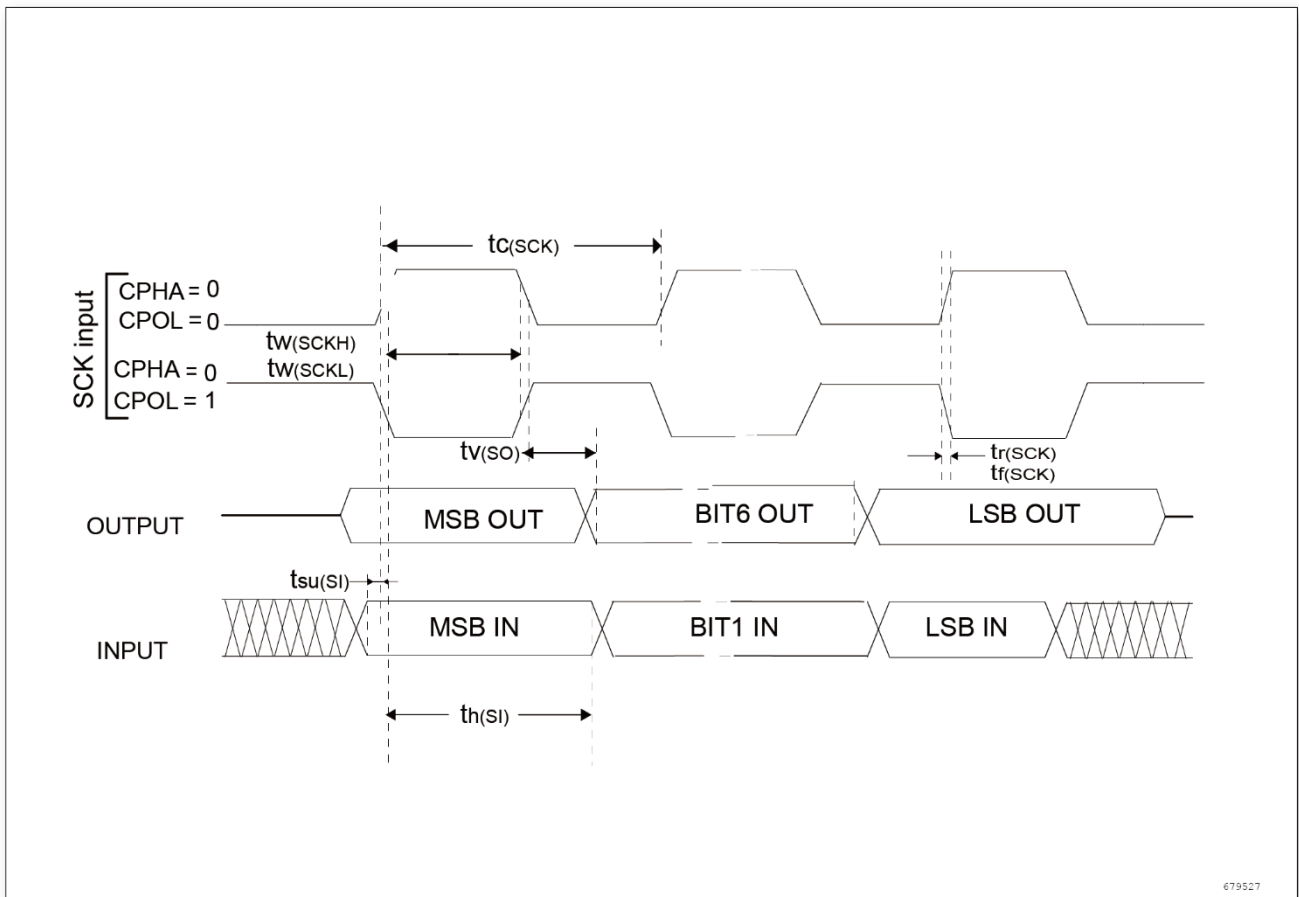 tc(SCK)
SCK input
CPHA = 0
CPOL = 0
tw(SCKH)
CPHA = 0 tw(SCKL)
CPOL = 1
tv(SO)
tr(SCK)
tf(SCK)
OUTPUT MSB OUT BIT6 OUT LSB OUT
tsu(SI)
INPUT MSB IN BIT1 IN LSB IN
th(SI)
679527